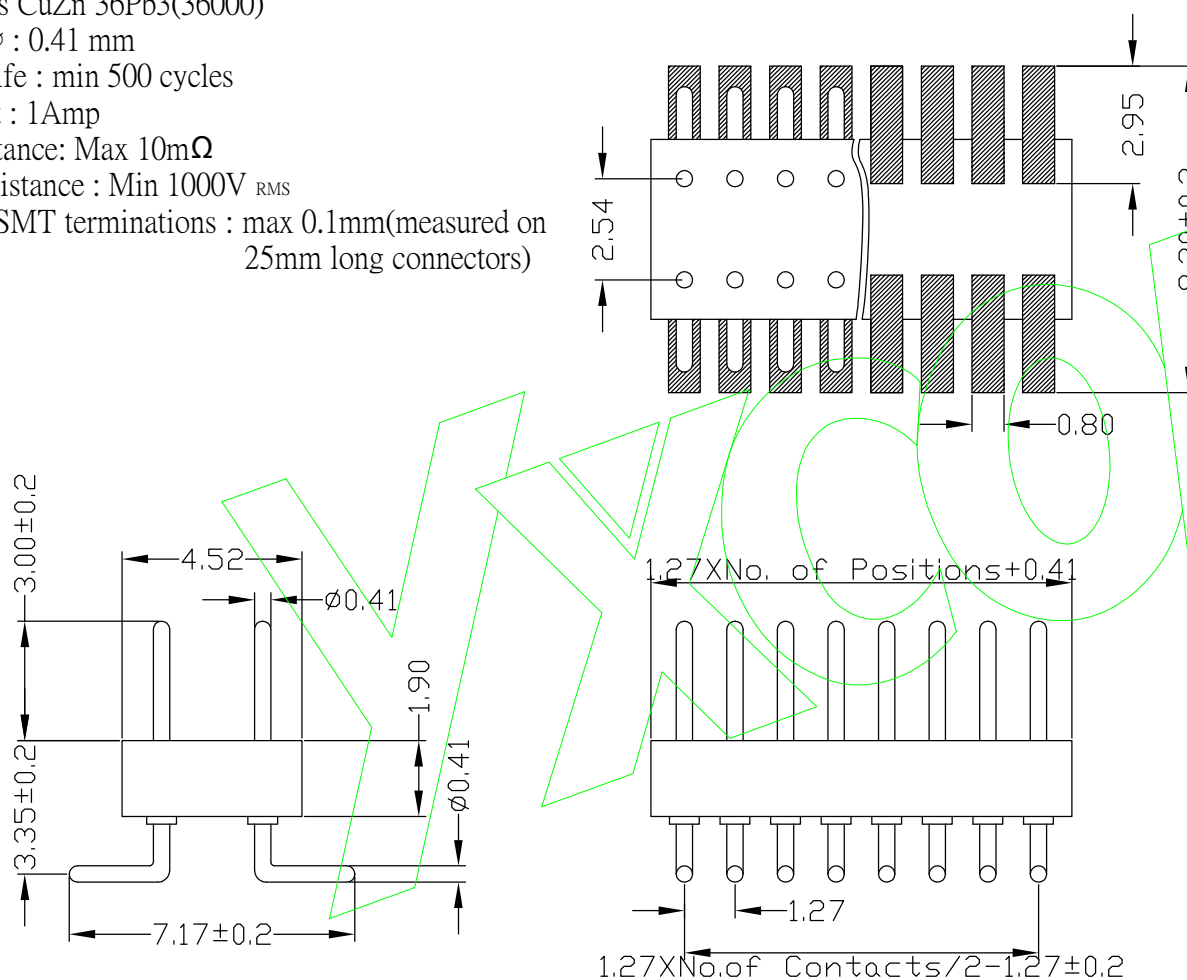 CuZn 36Pb3(36000)
: 0.41 mm
: min 500 cycles
: 1Amp
Max 10mΩ
: Min 1000V RMS
SMT terminations : max 0.1mm(measured on
25mm long connectors)
2.95
2.54
0.80
3.00±0.2
4.52
1.27XNo. of Positions+0.41
Ø0.41
1.90
3.35±0.2
Ø0.41
1.27
7.17±0.2
1.27XNo.of Contacts/2-1.27±0.2